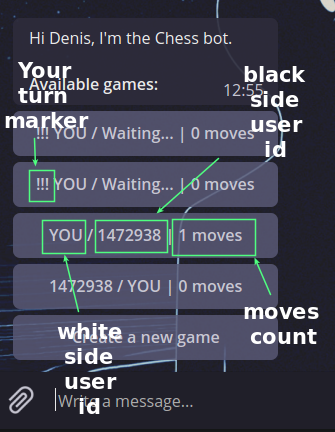 Hi Denis, I'm the Chess bot.
Available games:
12:55
Your
turn
marker
black
side
user
id
!!! YOU / Waiting... | 0 moves
!!! YOU / Waiting... | 0 moves
YOU / 1472938 | 1 moves
1472938 / YOU | 0 moves
moves
count
white
side
user
id
Create a new game
Write a message...